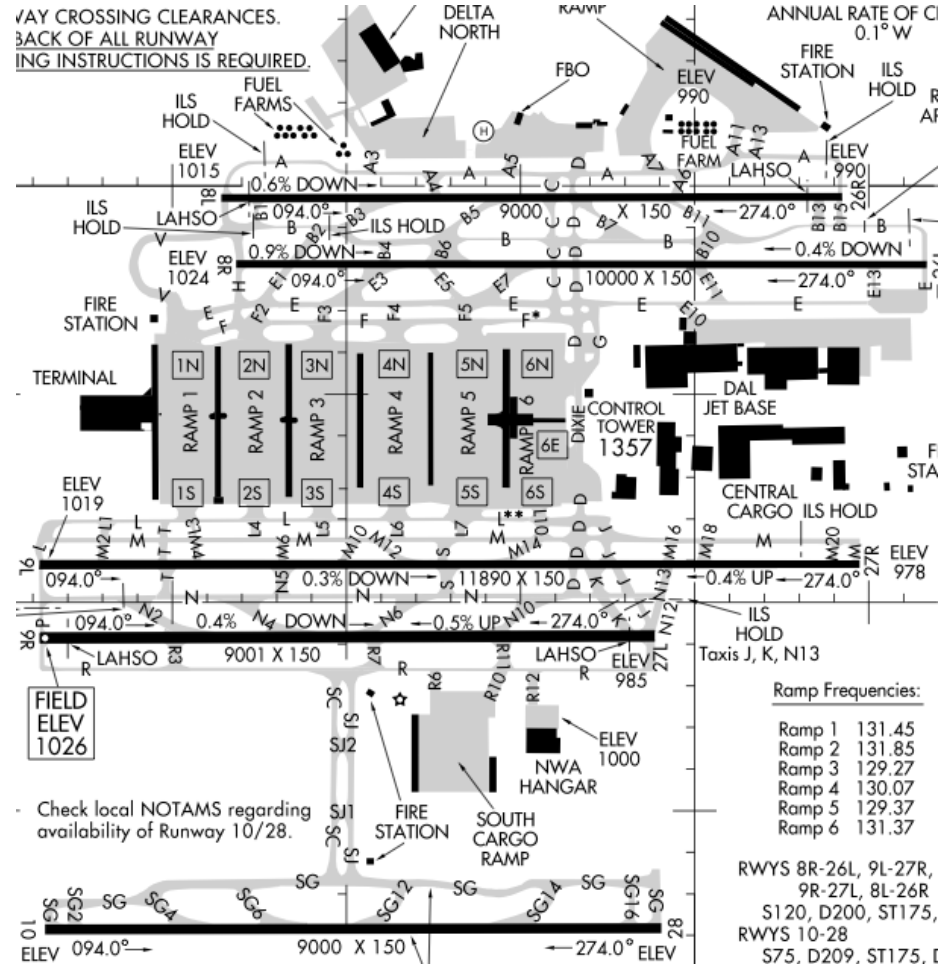 WAY CROSSING CLEARANCES.
BACK OF ALL RUNWAY
ING INSTRUCTIONS IS REQUIRED.
DELTA
NORTH
RAMP
ANNUAL RATE OF C
0.1° W
FUEL
FARMS
ILS
HOLD
FBO
ELEV
990
FIRE
STATION
ILS
HOLD
H
FUEL
FARM
A11
A13
ELEV
1015
A
A3
A4
A
A5
D
A
A7
A6
A
ELEV
990
LAHSO
8L
0.6% DOWN
C
26R
ILS
HOLD
LAHSO
B1
094.0°
B3
B5
9000 X 150
B7
B11
274.0°
B13
B15
B
B2
ILS HOLD
D
B
B
B
V
ELEV
1024
8R
0.9% DOWN
B4
B6
C
D
B10
0.4% DOWN
H
E1
094.0°
E3
E5
E7
C
D
10000 X 150
E11
274.0°
E13
E
V
FIRE
STATION
E
F
F2
E
F3
F
F4
F5
E
F*
D
G
E
E10
E
TERMINAL
1N
2N
3N
4N
5N
6N
RAMP 1
RAMP 2
RAMP 3
RAMP 4
RAMP 5
RAMP 6
6E
DIXIE
CONTROL
TOWER
1357
DAL
JET BASE
1S
2S
3S
4S
5S
6S
ELEV
1019
CENTRAL
CARGO
ILS HOLD
L
L1
M2
M
L3
M4
L4
L
M6
M
L5
M10
L6
M12
L7
S
L**
M14
L10
D
J
M16
M18
M
M20
M
9L
27R
ELEV
978
094.0°
T
N5
0.3% DOWN
11890 X 150
S
D
K
J
N13
0.4% UP
274.0°
P
N2
N
094.0°
0.4%
N4
DOWN
N
N6
N
0.5% UP
N10
274.0°
D
N12
ILS
HOLD
Taxis J, K, N13
9R
LAHSO
R
R3
9001 X 150
R7
R
R11
LAHSO
R
ELEV
985
27L
FIELD
ELEV
1026
SC
SJ
R6
R10
R12
SJ2
ELEV
1000
NWA
HANGAR
Ramp Frequencies:
Ramp 1 131.45
Ramp 2 131.85
Ramp 3 129.27
Ramp 4 130.07
Ramp 5 129.37
Ramp 6 131.37
Check local NOTAMS regarding
availability of Runway 10/28.
SJ1
SC
SJ
FIRE
STATION
SOUTH
CARGO
RAMP
RWYS 8R-26L, 9L-27R,
9R-27L, 8L-26R
S120, D200, ST175,
RWYS 10-28
S75, D209, ST175, D
SG
SG2
SG
SG4
SG6
SG
SG12
SG
SG14
SG
SG16
SG
10
28
ELEV
094.0°
9000 X 150
274.0°
ELEV